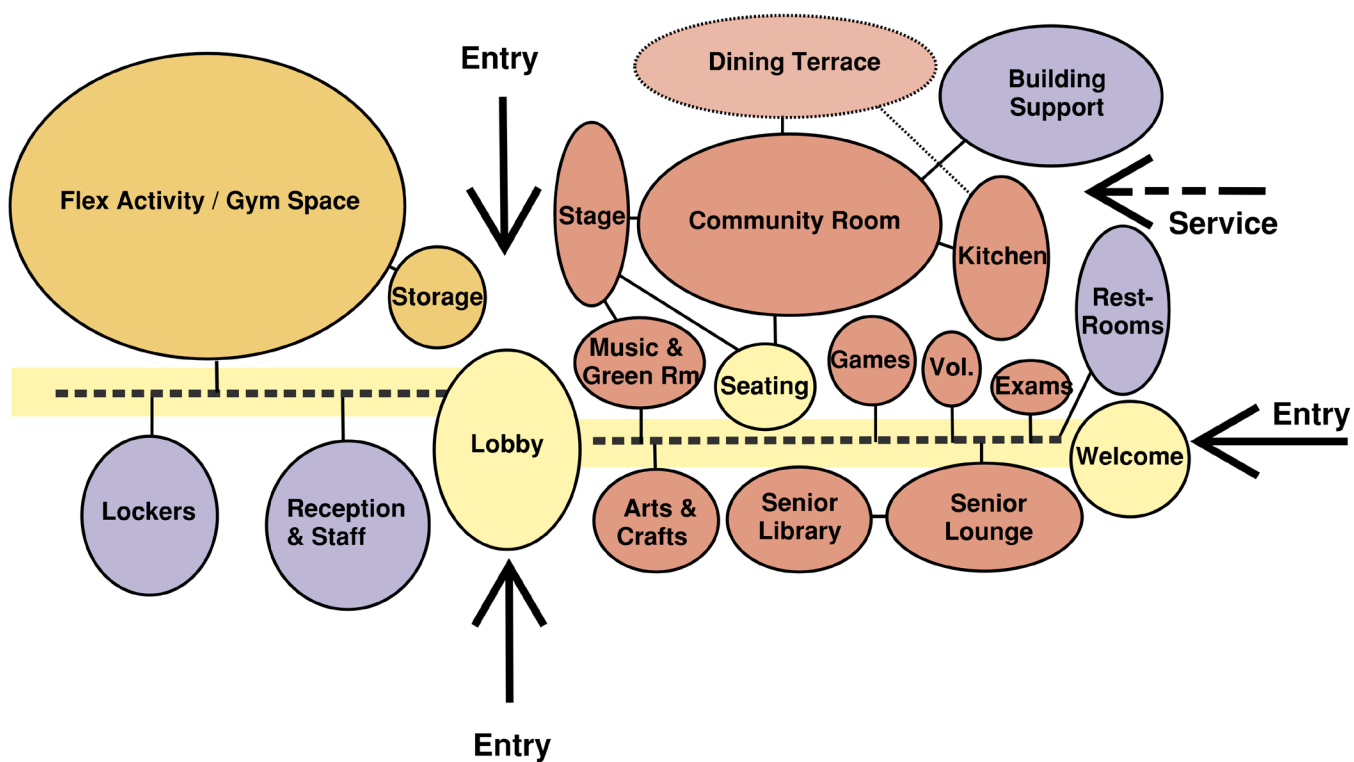 Entry
Dining Terrace
Building
Support
Flex Activity / Gym Space
Stage
Community Room
Service
Kitchen
Storage
Rest-
Rooms
Music &
Green Rm
Seating
Games
Vol.
Exams
Entry
Lobby
Welcome
Lockers
Reception
& Staff
Arts &
Crafts
Senior
Library
Senior
Lounge
Entry